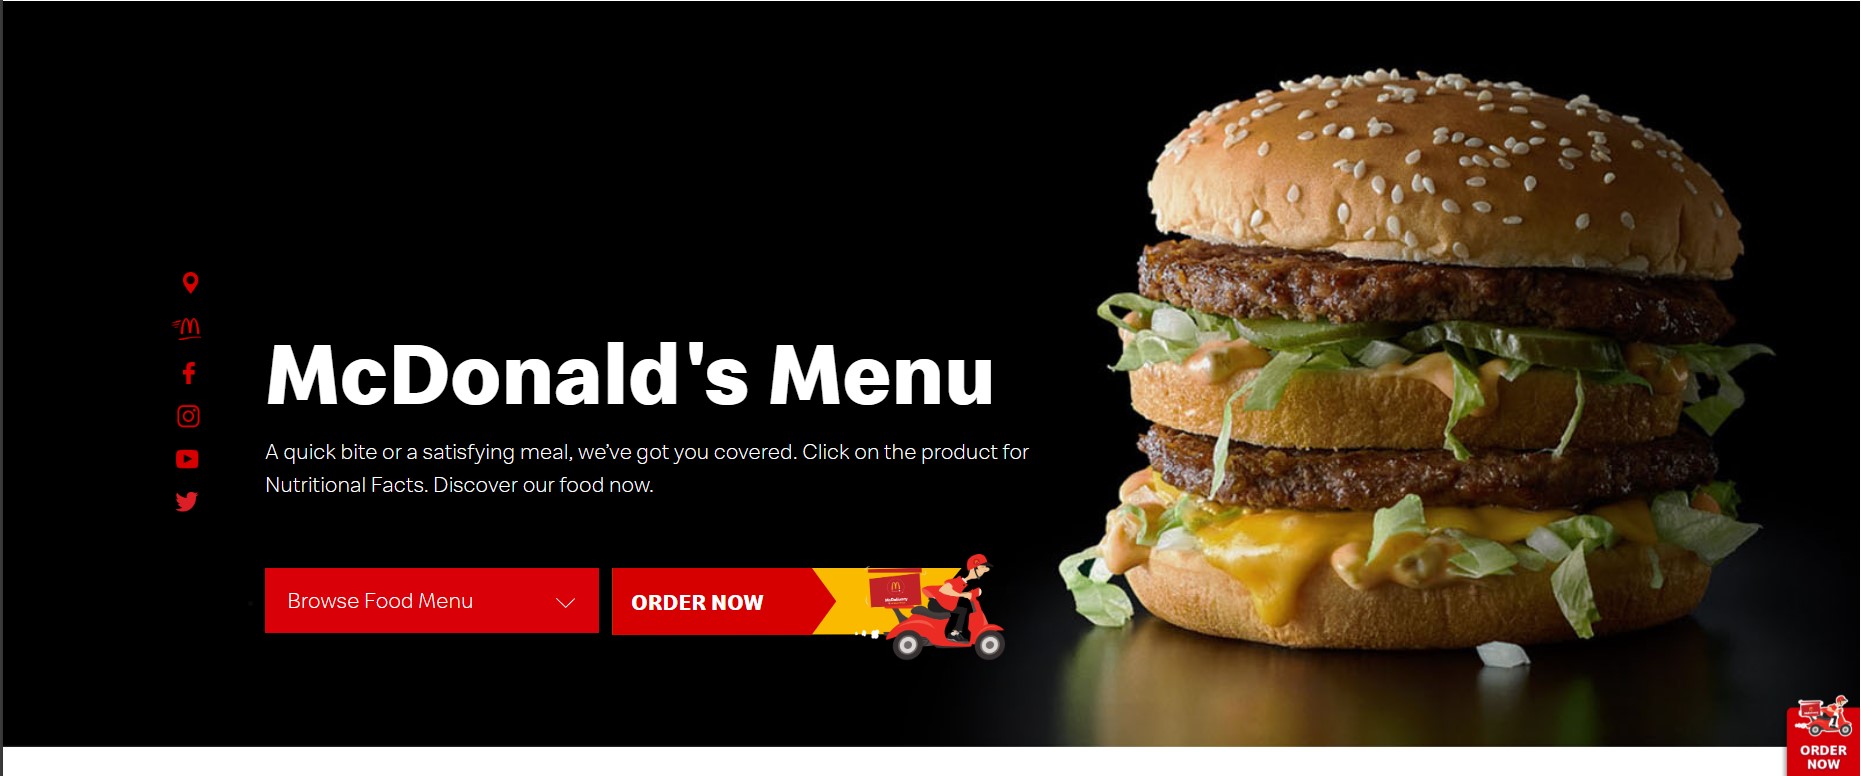 McDonald's Menu
A quick bite or a satisfying meal, we’ve got you covered. Click on the product for
Nutritional Facts. Discover our food now.
Browse Food Menu
ORDER NOW
McDelivery
ORDER
NOW